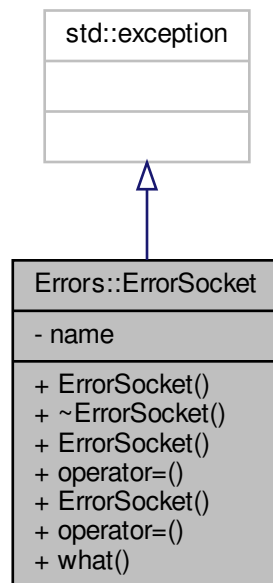 std::exception
Errors::ErrorSocket
- name
+ ErrorSocket()
+ ~ErrorSocket()
+ ErrorSocket()
+ operator=()
+ ErrorSocket()
+ operator=()
+ what()